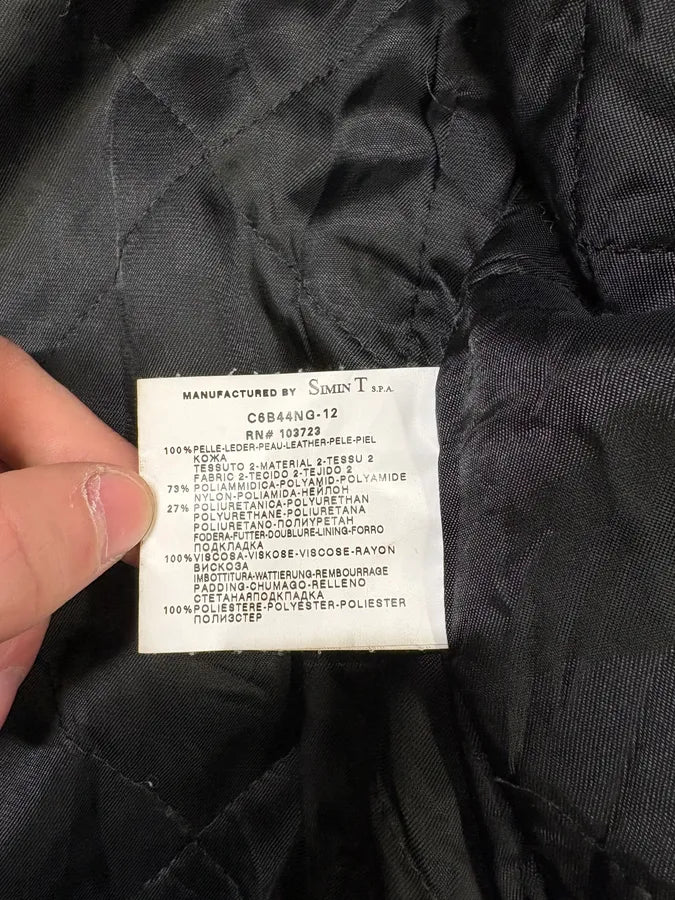 MANUFACTURED BY SIMIN T S.P.A.
C6B44NG-12
RN# 103723
100% PELLE-LEDER-PEAU-LEATHER-PELE-PIEL
КОЖА
TESSUTO 2-MATERIAL 2-TESSU 2
FABRIC 2-TECIDO 2-TEJIDO 2
73% POLIAMMIDICA-POLYAMID-POLYAMIDE
NYLON-POLIAMIDA-НЕЙЛОН
27% POLIURETANICA-POLYURETHAN
POLYURETHANE-POLIURETANA
POLIURETANO-ПОЛИУРЕТАН
FODERA-FUTTER-DOUBLURE-LINING-FORRO
ПОДКЛАДКА
100% VISCOSA-VISKOSE-VISCOSE-RAYON
ВИСКОЗА
IMBOTTITURA-WATTIERUNG-REMBOURRAGE
PADDING-CHUMAGO-RELLENO
СТЕГАНАЯПОДКЛАДКА
100% POLIESTERE-POLYESTER-POLIESTER
ПОЛИЭСТЕР